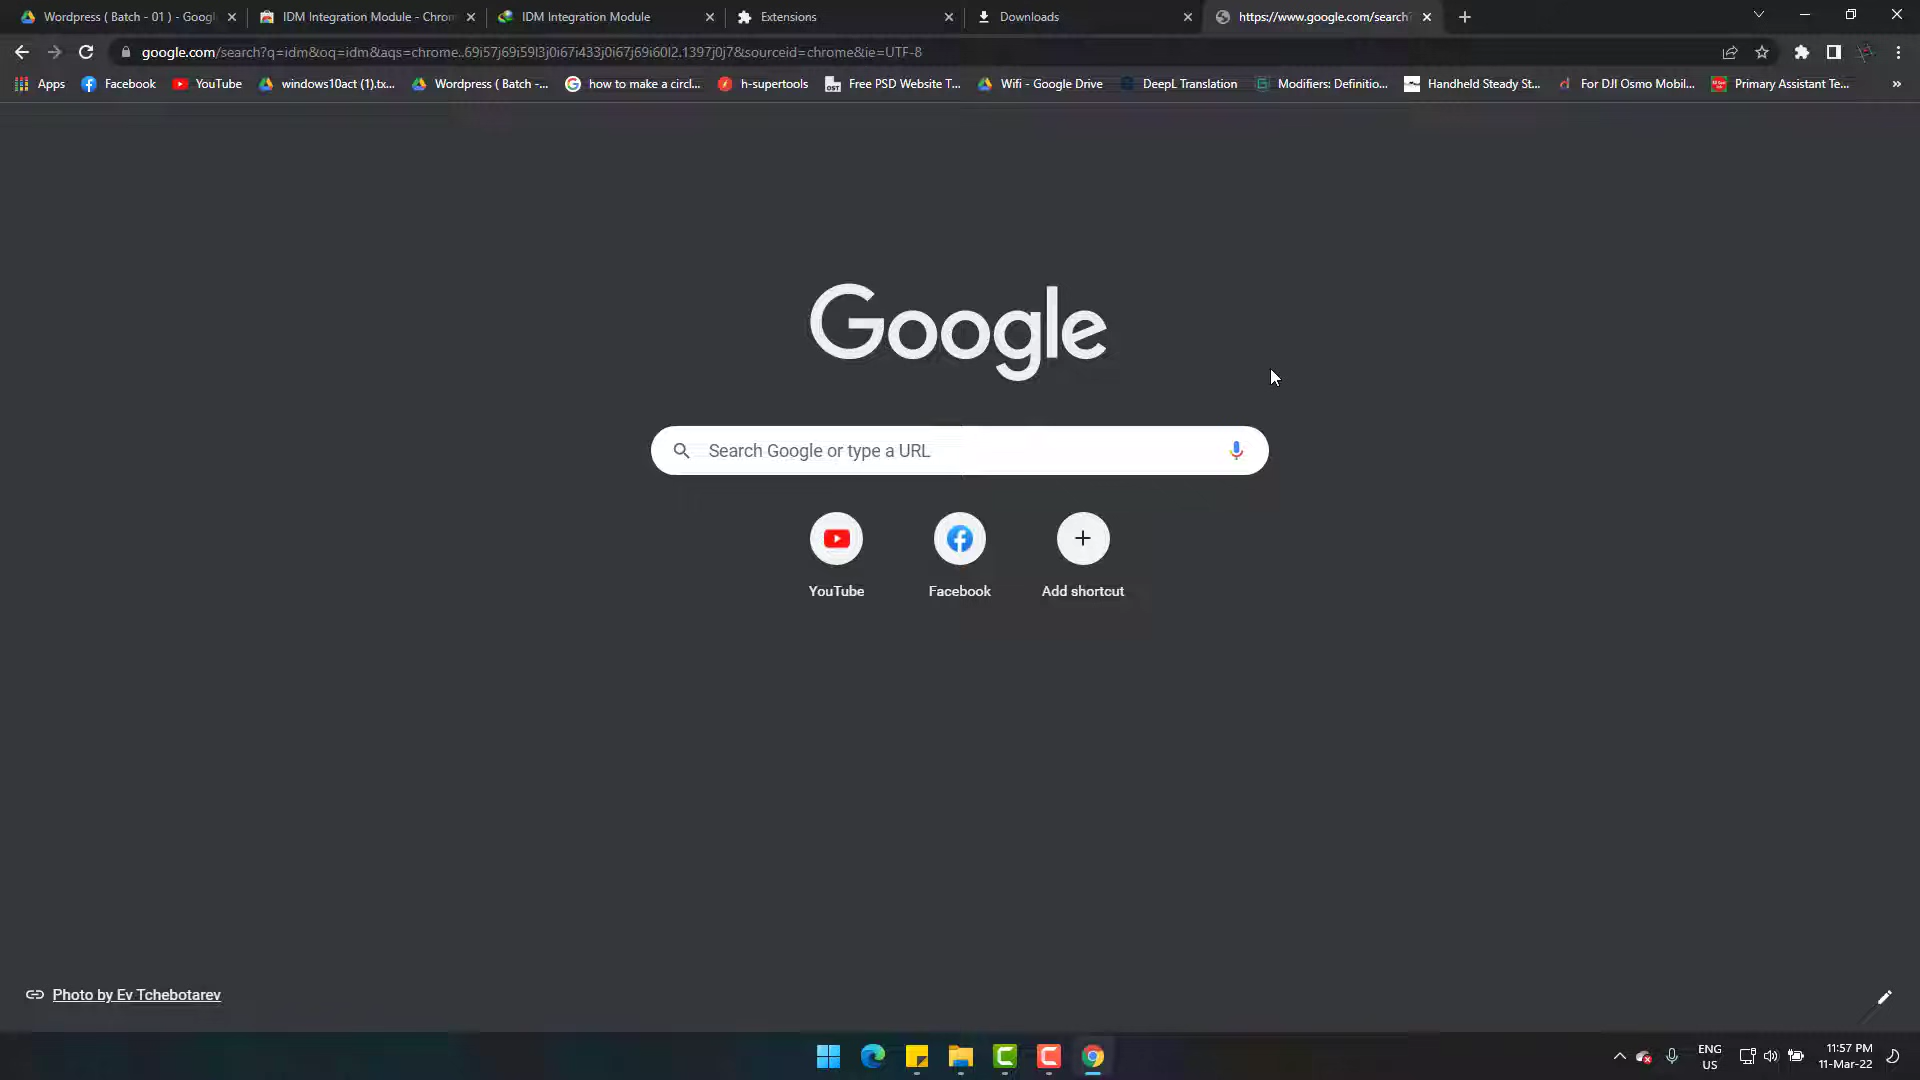 Wordpress ( Batch - 01 ) - Googl
IDM Integration Module - Chrom
IDM Integration Module
Extensions
Downloads
https://www.google.com/search?
google.com/search?q=idm&oq=idm&aqs=chrome..69i57j69i59l3j0i67i433j0i67j69i60l2.1397j0j7&sourceid=chrome&ie=UTF-8
Apps
Facebook
YouTube
windows10act (1).tx...
Wordpress ( Batch -...
how to make a circl...
h-supertools
Free PSD Website T...
Wifi - Google Drive
DeepL Translation
Modifiers: Definitio...
Handheld Steady St...
For DJI Osmo Mobil...
Primary Assistant Te...
»
Google
Search Google or type a URL
YouTube
Facebook
Add shortcut
Photo by Ev Tchebotarev
ENG
US
11:57 PM
11-Mar-22